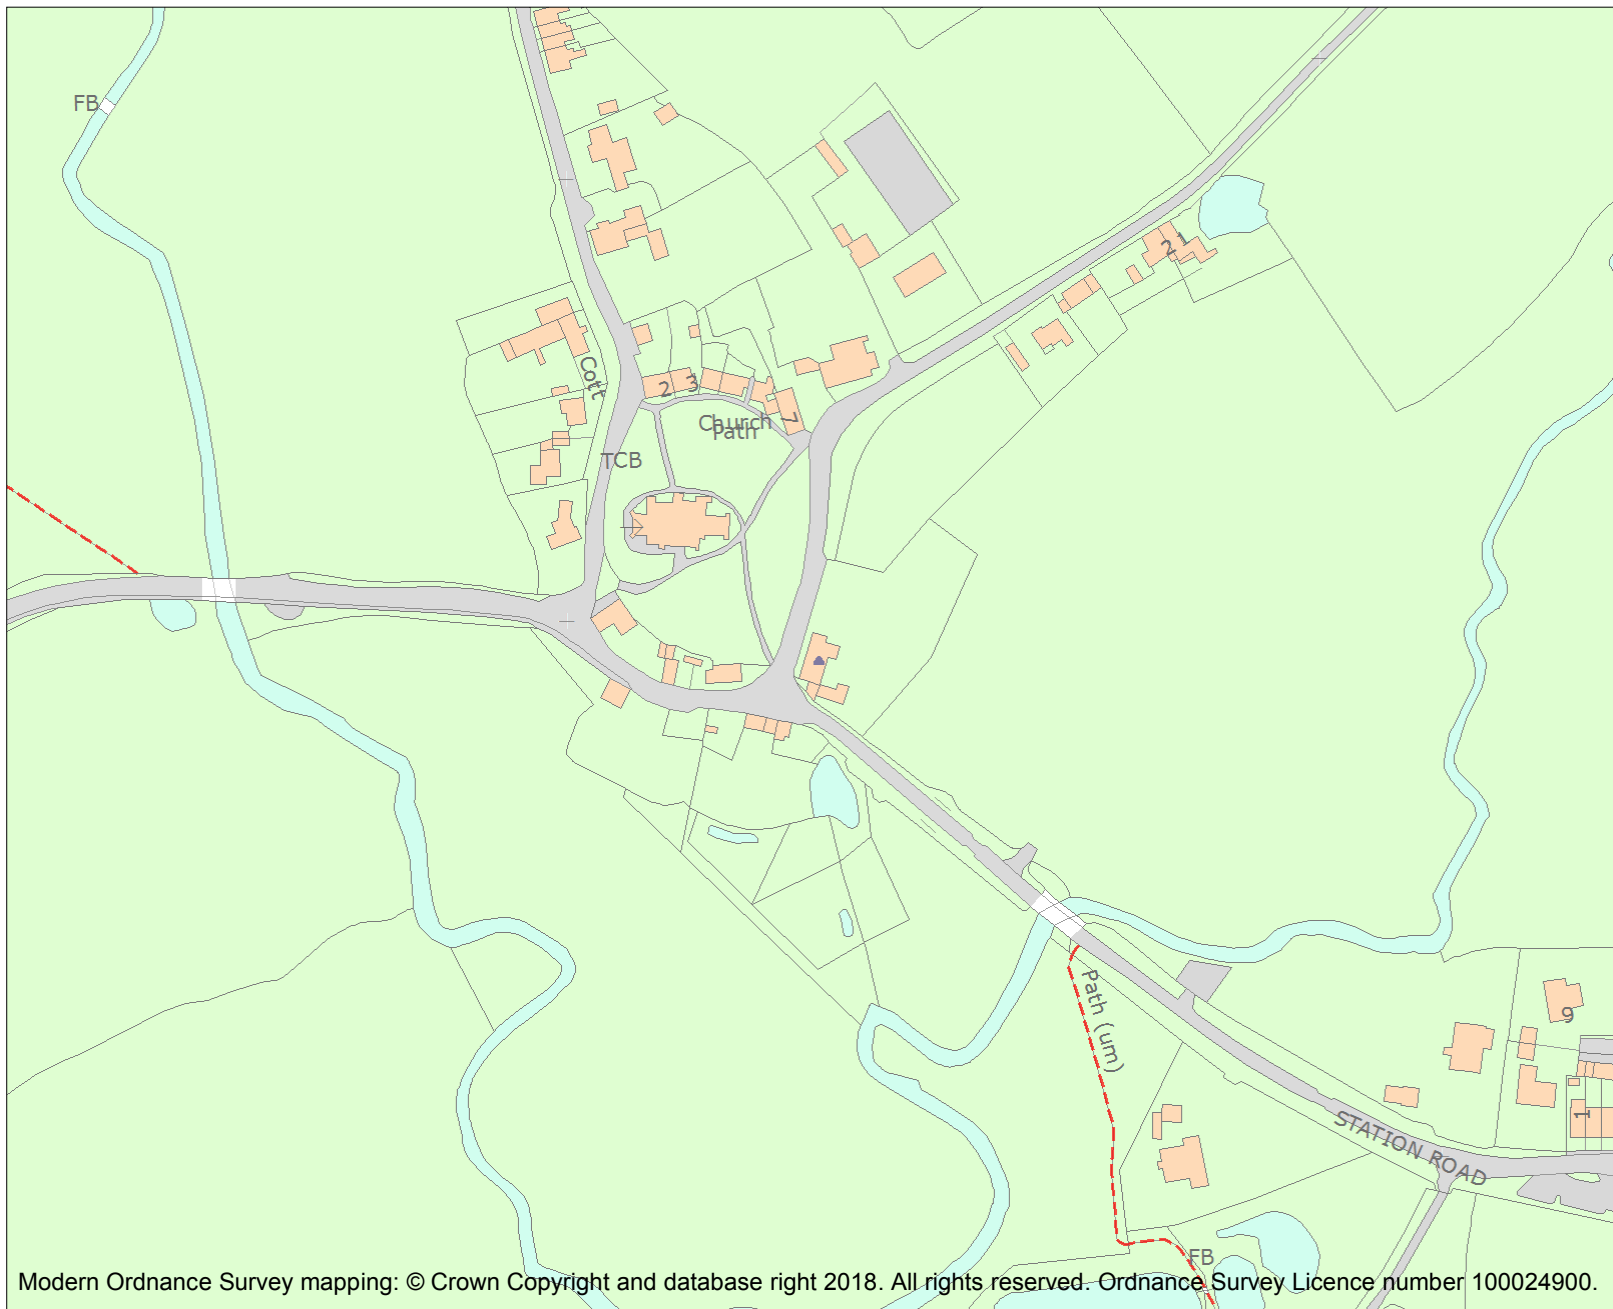 FB
2 1
Cott
2 3
Church
Path
7
TCB
Path (um)
9
1
STATION ROAD
FB
Modern Ordnance Survey mapping: © Crown Copyright and database right 2018. All rights reserved. Ordnance Survey Licence number 100024900.